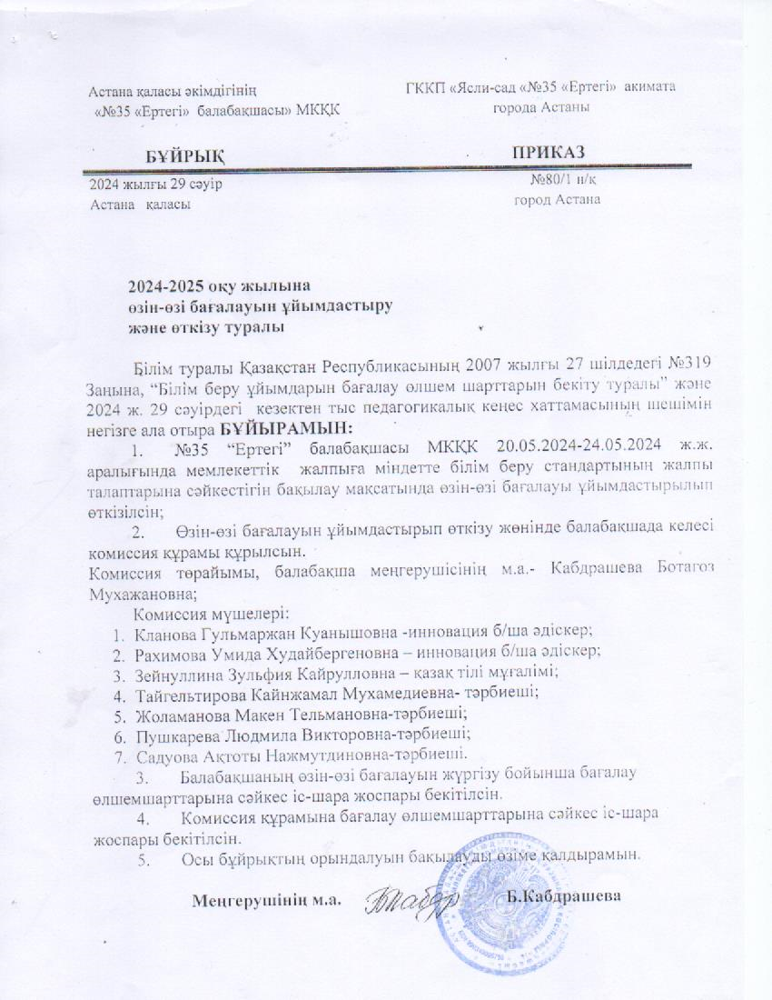 Астана қаласы әкімдігінің
«№35 «Ертегі» балабақшасы» МКҚК
ГККП «Ясли-сад «№35 «Ертегі» акимата
города Астаны
БҰЙРЫҚ
ПРИКАЗ
2024 жылғы 29 сәуір
№80/1 н/қ
Астана қаласы
город Астана
2024-2025 оқу жылына
өзін-өзі бағалауын ұйымдастыру
және өткізу туралы
Білім туралы Қазақстан Республикасының 2007 жылғы 27 шілдедегі №319
Заңына, “Білім беру ұйымдарын бағалау өлшем шарттарын бекіту туралы” және
2024 ж. 29 сәуірдегі кезектен тыс педагогикалық кеңес хаттамасының шешімін
негізге ала отыра БҰЙЫРАМЫН:
1. №35 “Ертегі” балабақшасы МКҚК 20.05.2024-24.05.2024 ж.ж.
аралығында мемлекеттік жалпыға міндетте білім беру стандартының жалпы
талаптарына сәйкестігін бақылау мақсатында өзін-өзі бағалауы ұйымдастырылып
өткізілсін;
2. Өзін-өзі бағалауын ұйымдастырып өткізу жөнінде балабақшада келесі
комиссия құрамы құрылсын.
Комиссия төрайымы, балабақша меңгерушісінің м.а.- Кабдрашева Ботагоз
Мухажановна;
Комиссия мүшелері:
1. Кланова Гульмаржан Куанышовна -инновация б/ша әдіскер;
2. Рахимова Умида Худайбергеновна – инновация б/ша әдіскер;
3. Зейнуллина Зульфия Кайрулловна – қазақ тілі мұғалімі;
4. Тайгельтирова Кайнжамал Мухамедиевна- тәрбиеші;
5. Жоламанова Макен Тельмановна-тәрбиеші;
6. Пушкарева Людмила Викторовна-тәрбиеші;
7. Садуова Ақтоты Нажмутдиновна-тәрбиеші.
3. Балабақшаның өзін-өзі бағалауын жүргізу бойынша бағалау
өлшемшарттарына сәйкес іс-шара жоспары бекітілсін.
4. Комиссия құрамына бағалау өлшемшарттарына сәйкес іс-шара
жоспары бекітілсін.
5. Осы бұйрықтың орындалуын бақылауды өзіме қалдырамын.
Меңгерушінің м.а.
Б.Кабдрашева